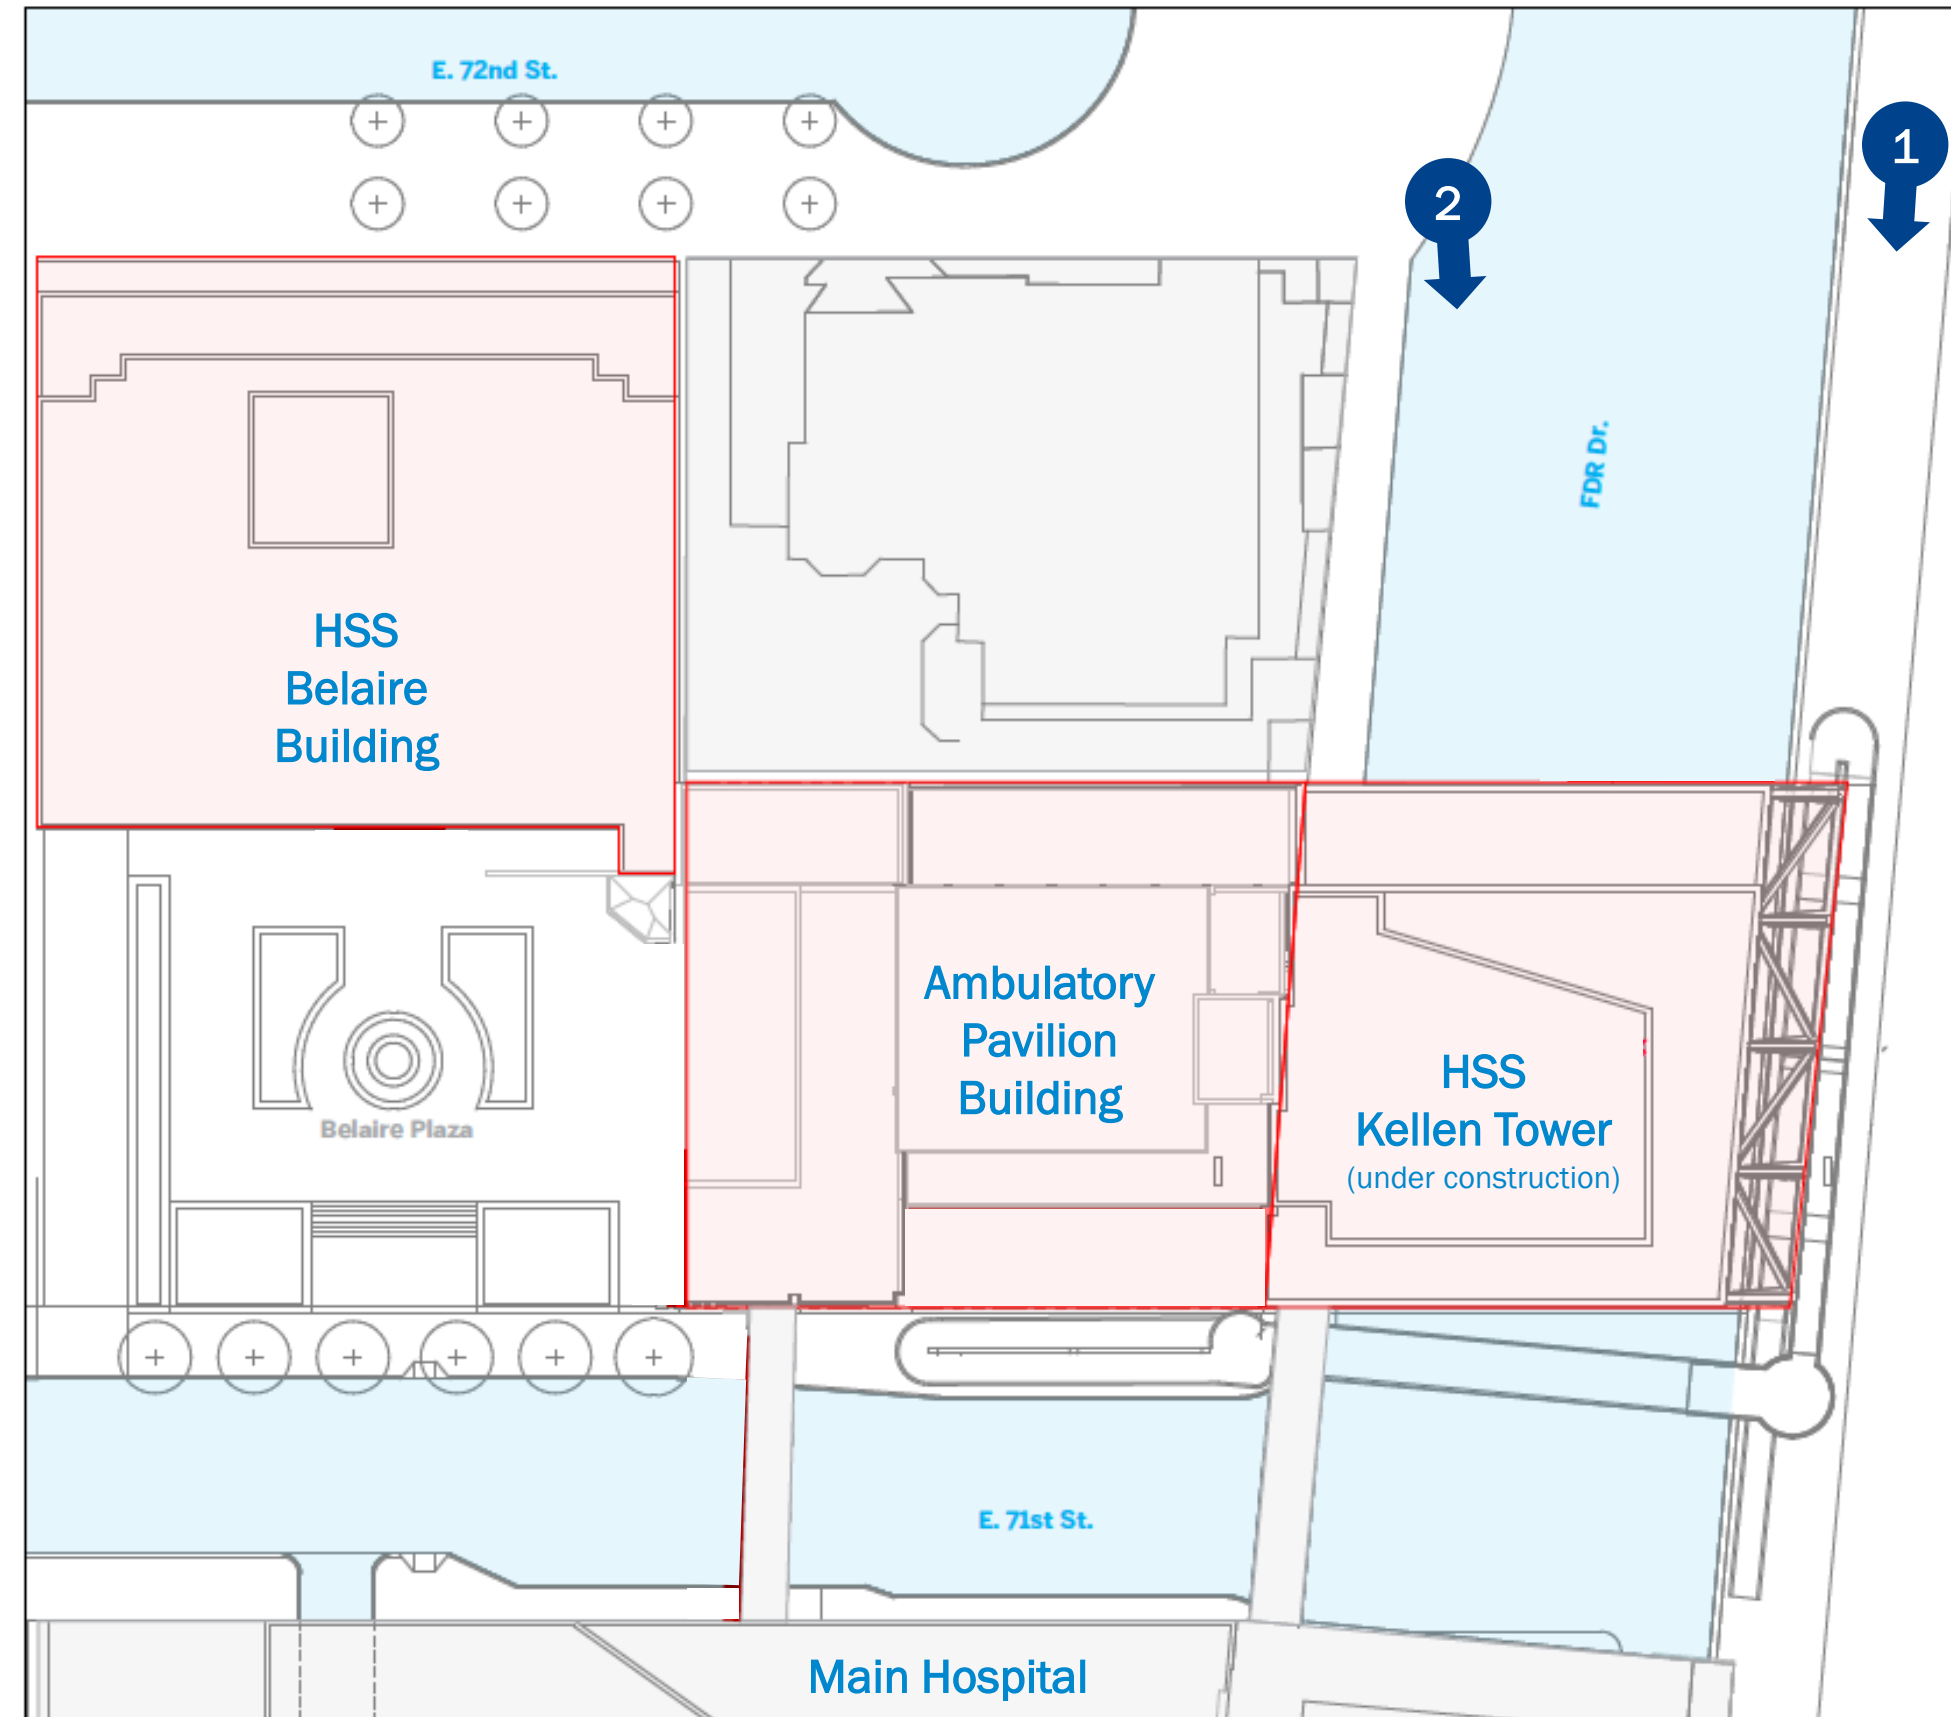 E. 72nd St.
1
2
FDR Dr.
HSS
Belaire
Building
Ambulatory
Pavilion
Building
HSS
Kellen Tower
(under construction)
Belaire Plaza
E. 71st St.
Main Hospital